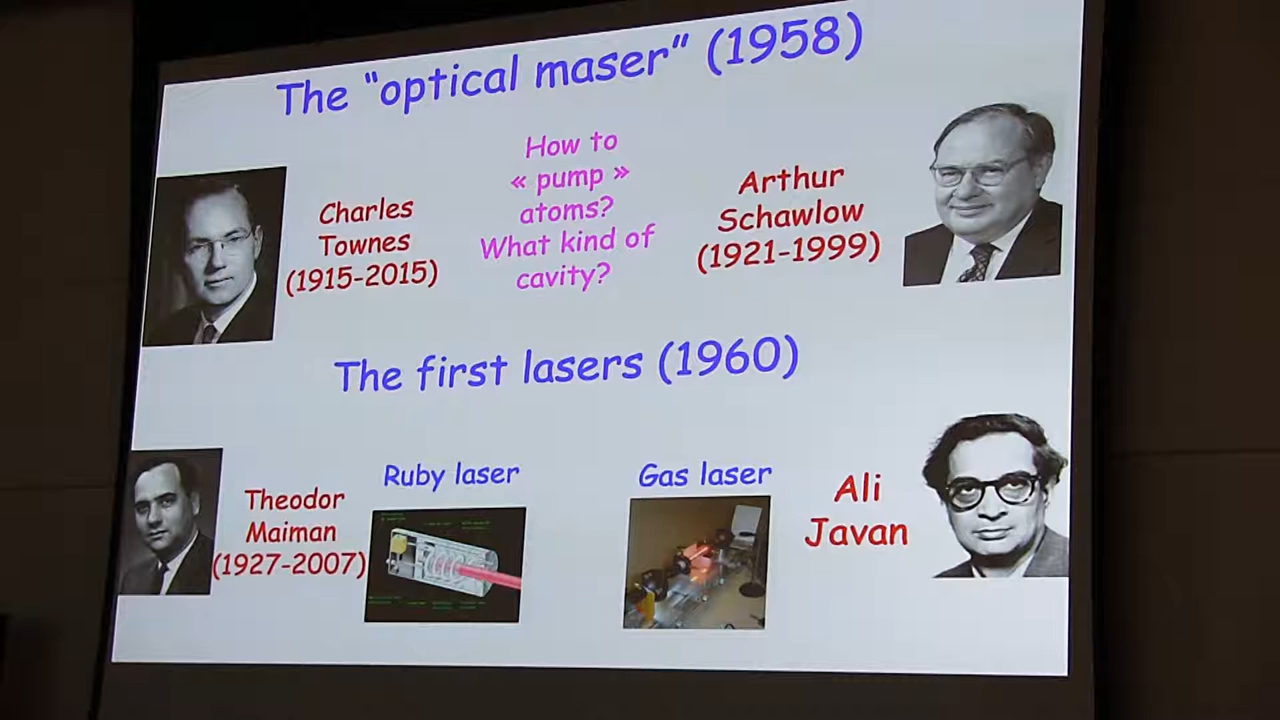 The “optical maser” (1958)
Charles
Townes
(1915-2015)
How to
« pump »
atoms?
What kind of
cavity?
Arthur
Schawlow
(1921-1999)
The first lasers (1960)
Theodor
Maiman
(1927-2007)
Ruby laser
Gas laser
Ali
Javan